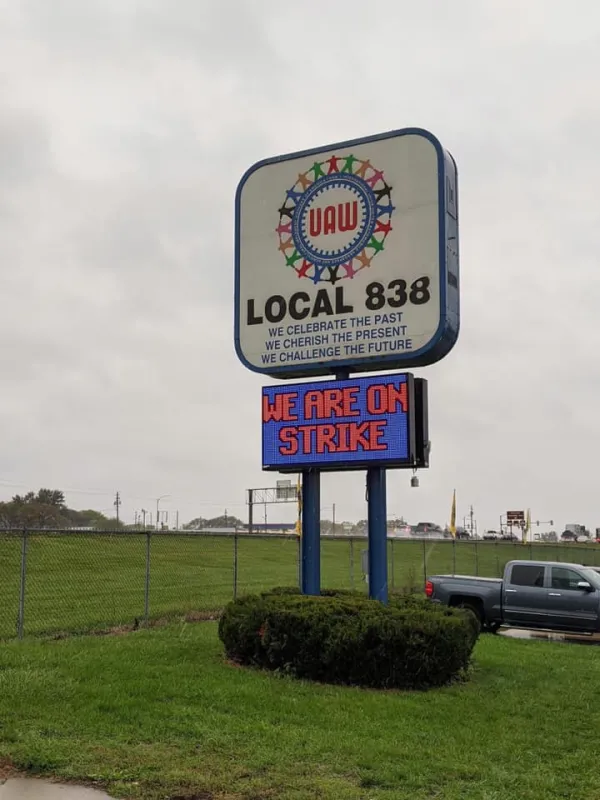 UAW
LOCAL 838
WE CELEBRATE THE PAST
WE CHERISH THE PRESENT
WE CHALLENGE THE FUTURE
WE ARE ON
STRIKE